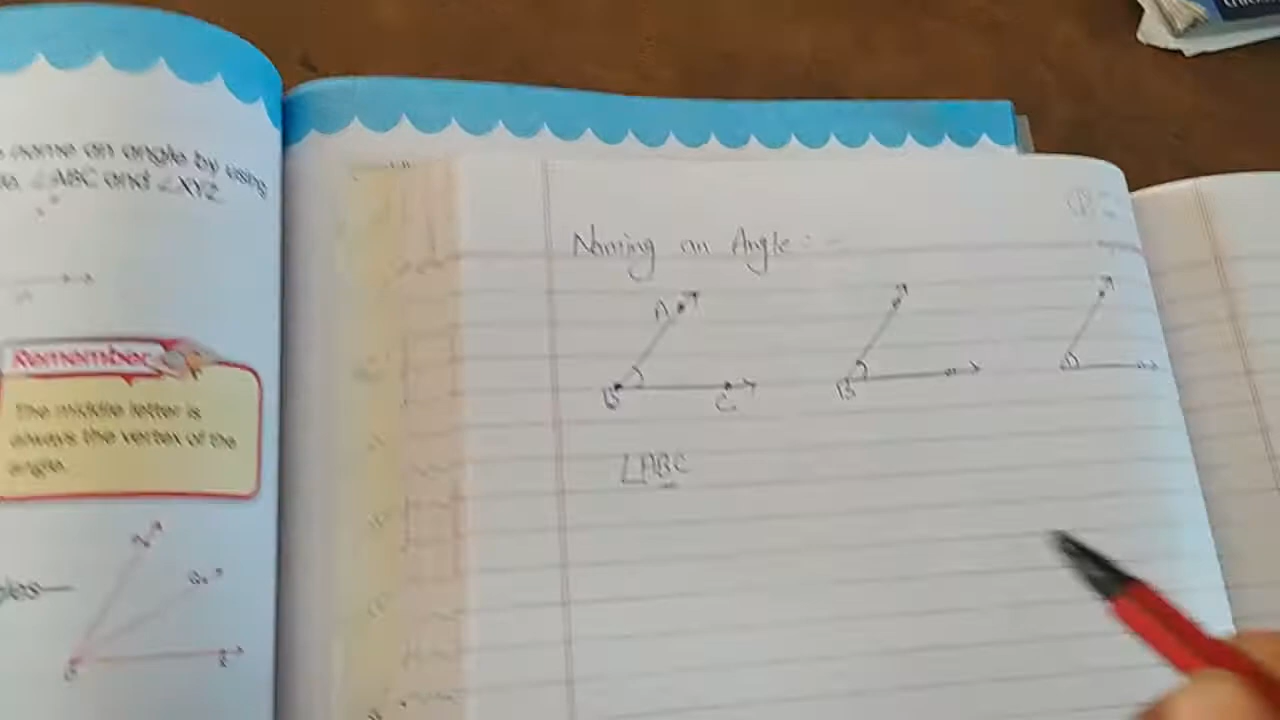 name an angle by using
∠ABC and ∠XYZ
Remember
The middle letter is
always the vertex of the
angle.
Naming an Angle :-
A
B
C
B
∠ABC